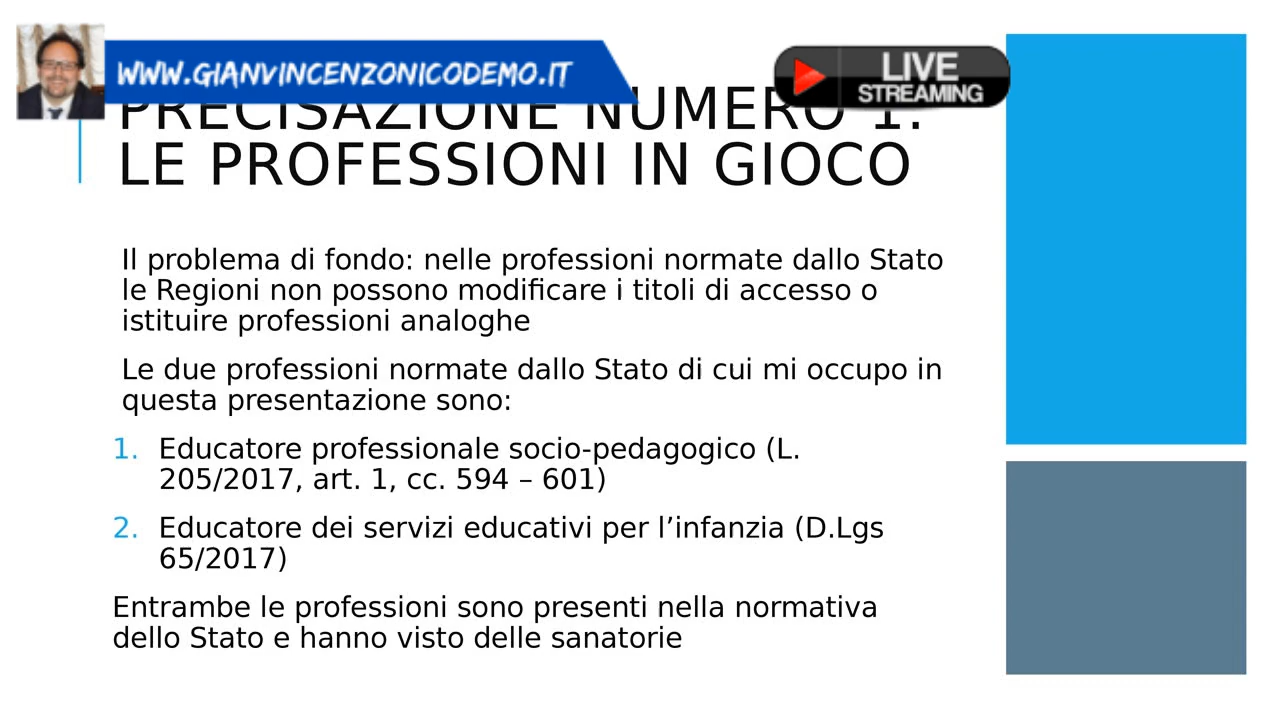 WWW.GIANVINCENZONICODEMO.IT
LIVE
STREAMING
PRECISAZIONE NUMERO 1:
LE PROFESSIONI IN GIOCO
Il problema di fondo: nelle professioni normate dallo Stato
le Regioni non possono modificare i titoli di accesso o
istituire professioni analoghe
Le due professioni normate dallo Stato di cui mi occupo in
questa presentazione sono:
1. Educatore professionale socio-pedagogico (L.
205/2017, art. 1, cc. 594 – 601)
2. Educatore dei servizi educativi per l’infanzia (D.Lgs
65/2017)
Entrambe le professioni sono presenti nella normativa
dello Stato e hanno visto delle sanatorie